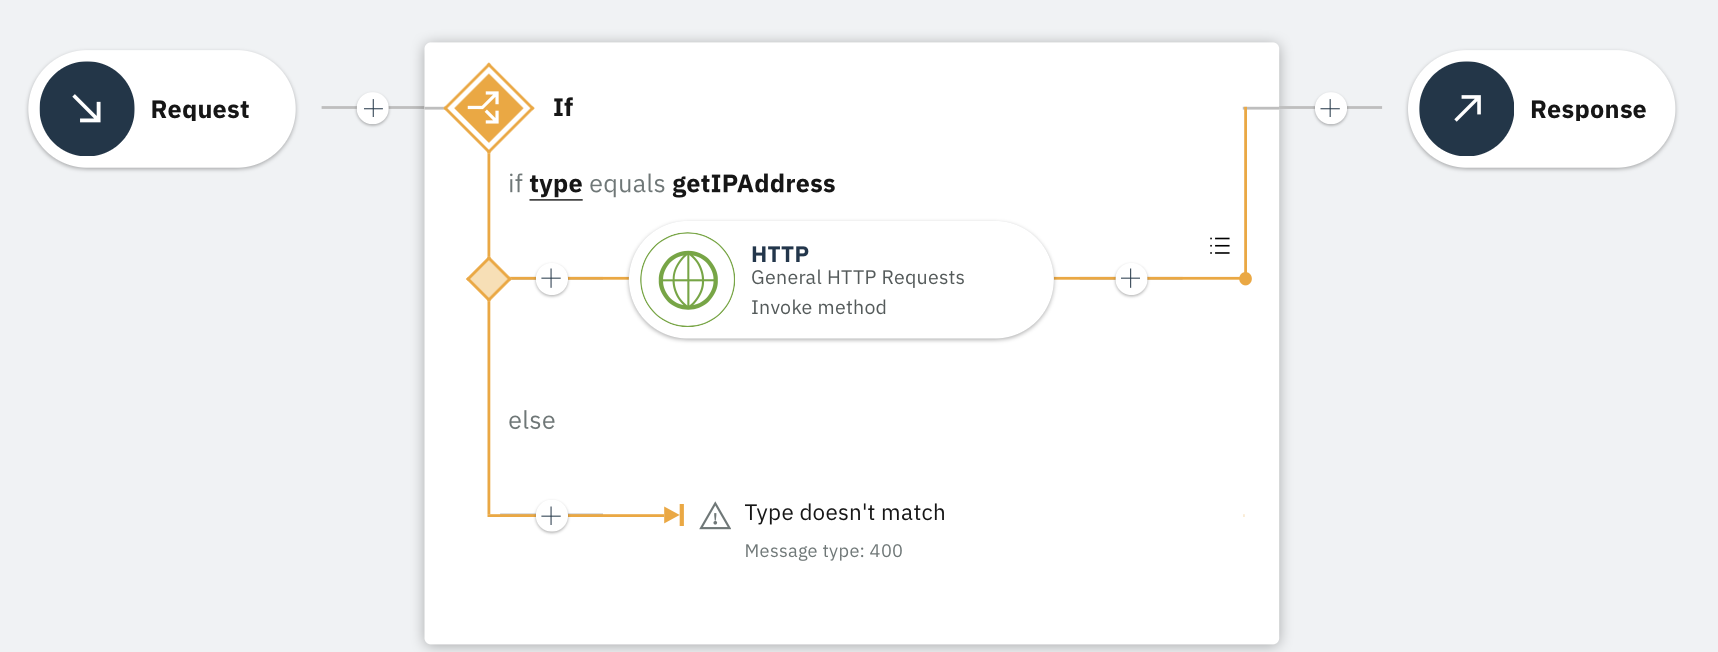 Request
If
if type equals getIPAddress
HTTP
General HTTP Requests
Invoke method
else
Type doesn't match
Message type: 400
Response